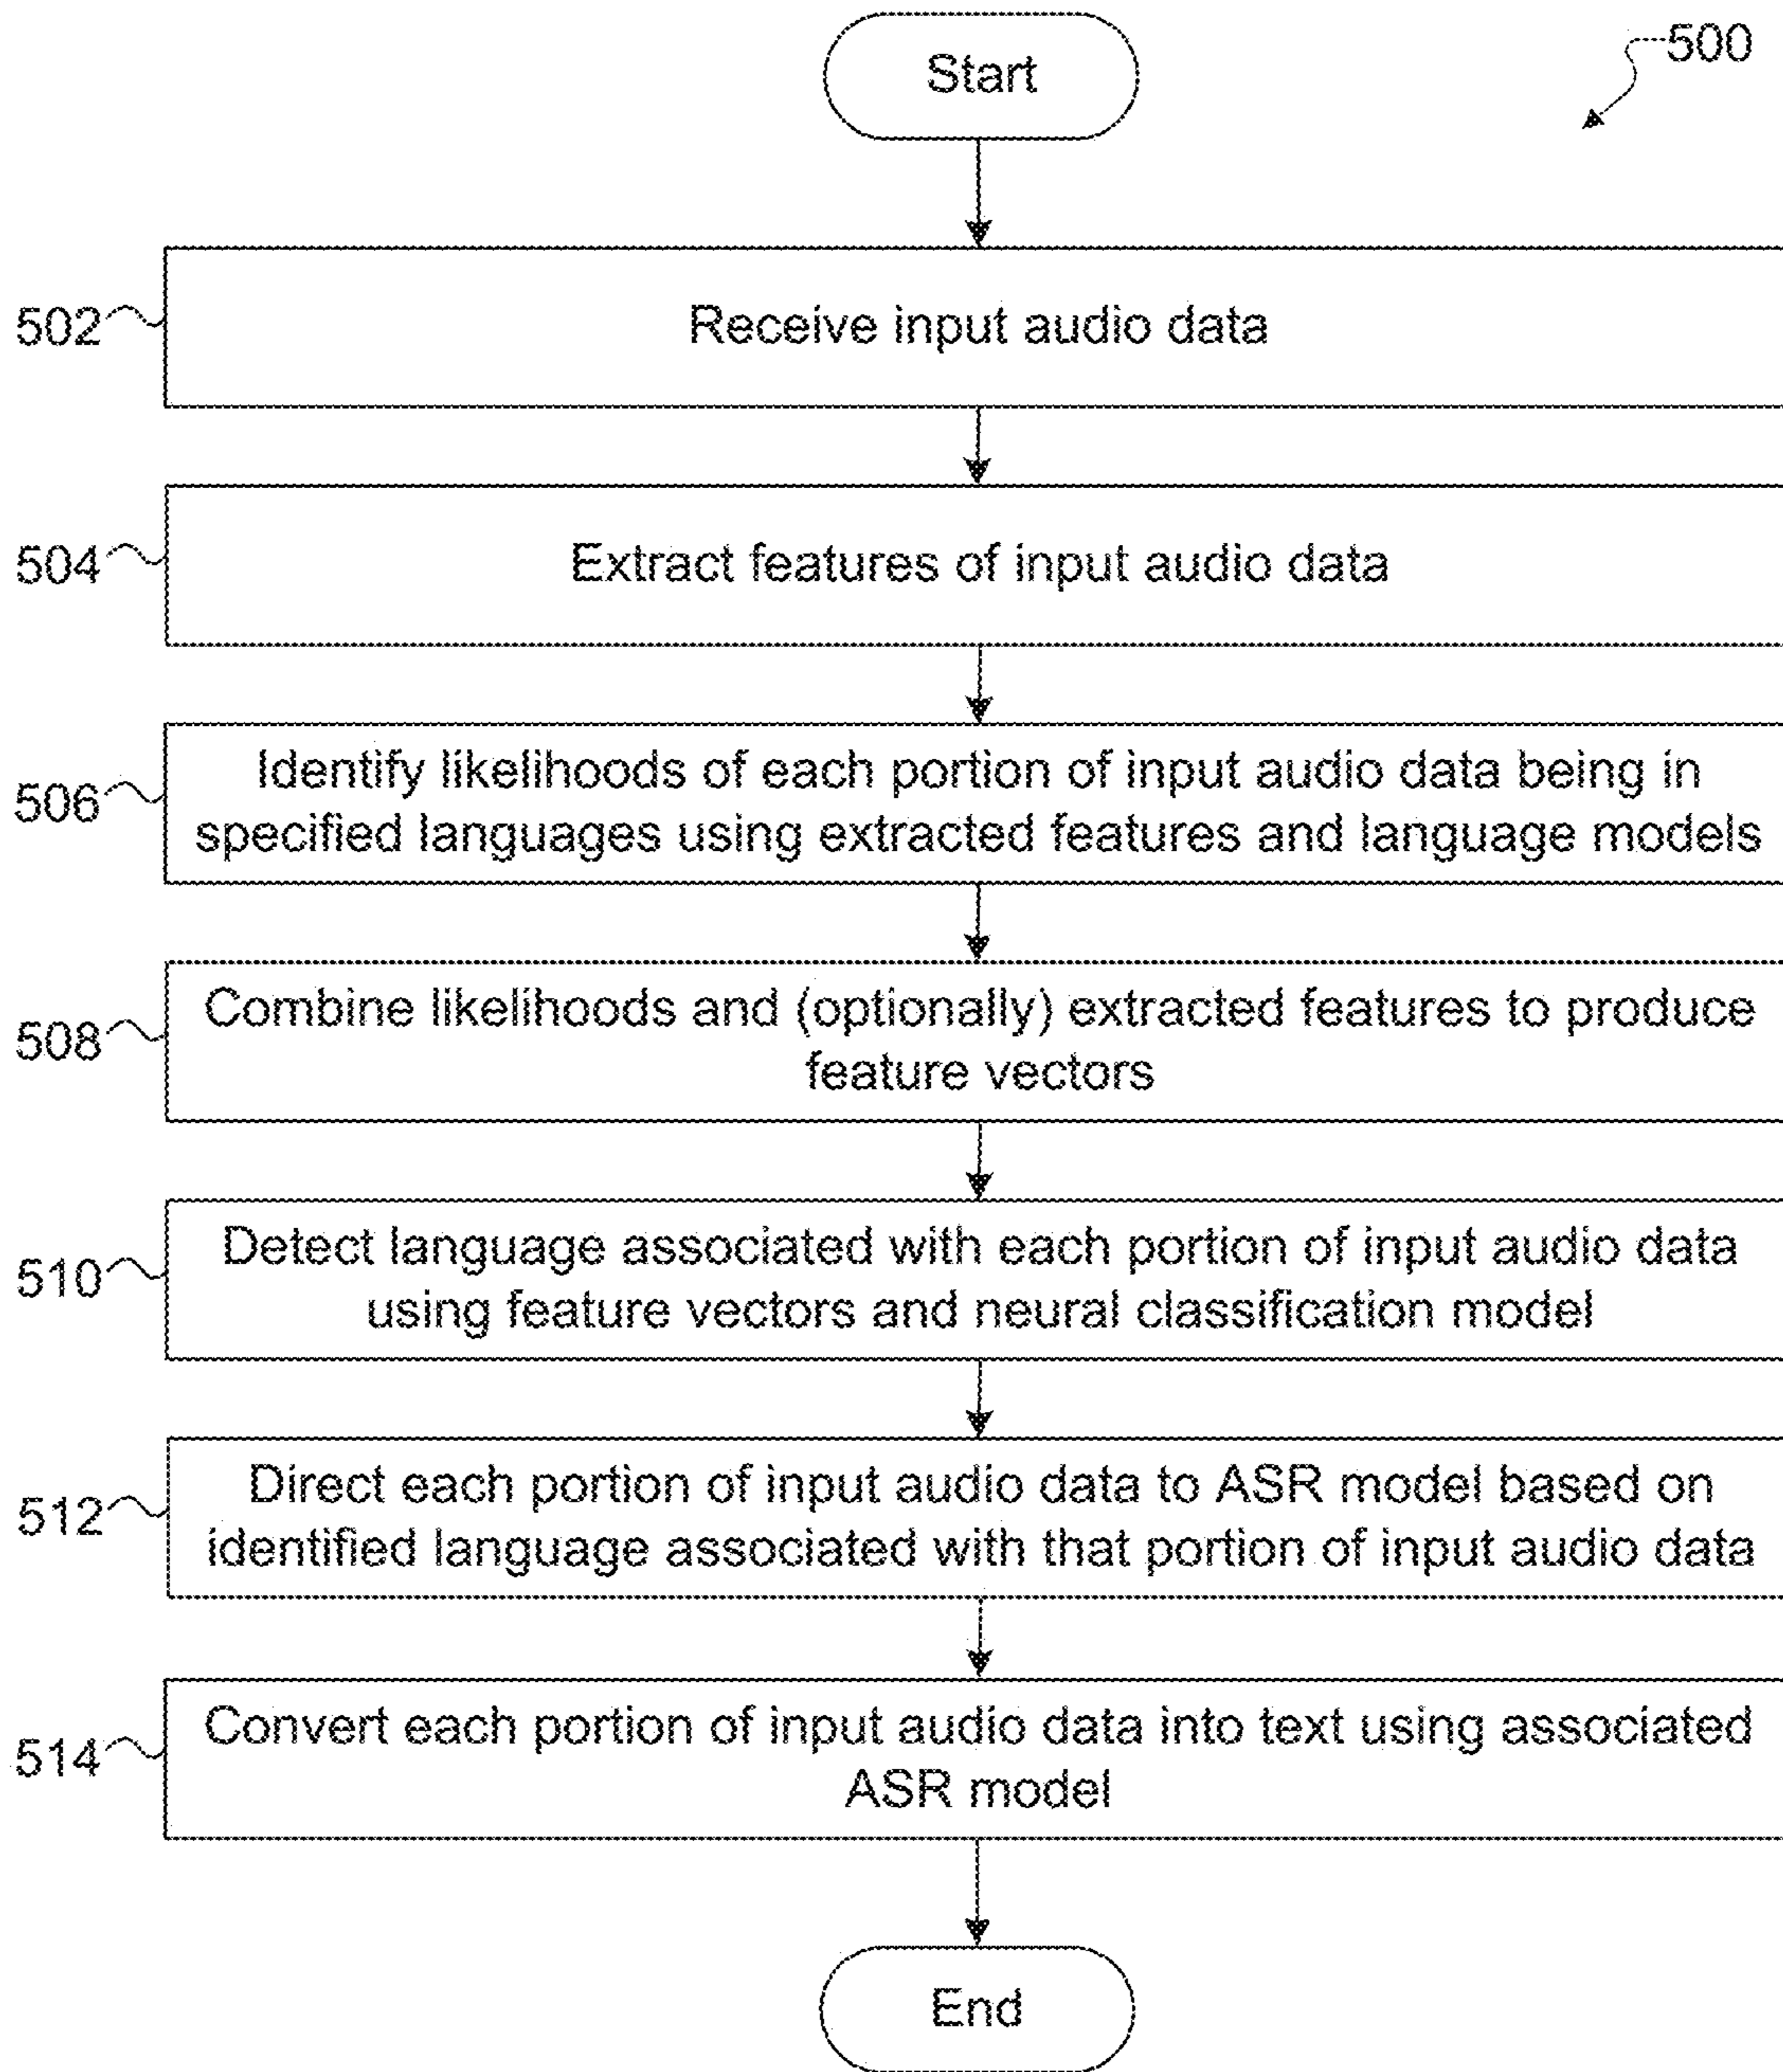 Start
500
502
Receive input audio data
504
Extract features of input audio data
506
Identify likelihoods of each portion of input audio data being in
specified languages using extracted features and language models
508
Combine likelihoods and (optionally) extracted features to produce
feature vectors
510
Detect language associated with each portion of input audio data
using feature vectors and neural classification model
512
Direct each portion of input audio data to ASR model based on
identified language associated with that portion of input audio data
514
Convert each portion of input audio data into text using associated
ASR model
End